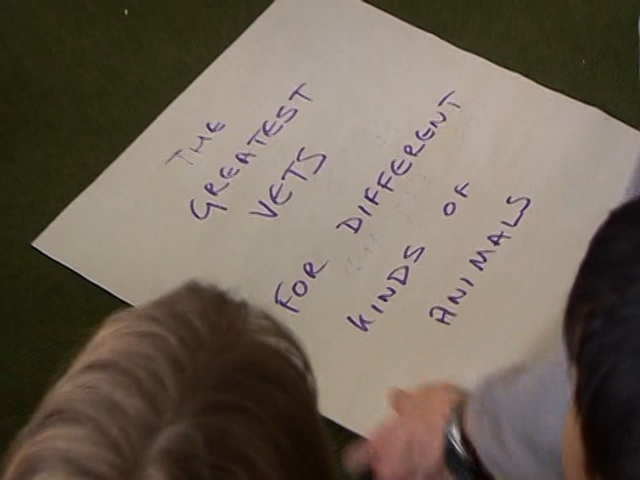 THE
GREATEST
VETS
FOR DIFFERENT
KINDS OF
ANIMALS